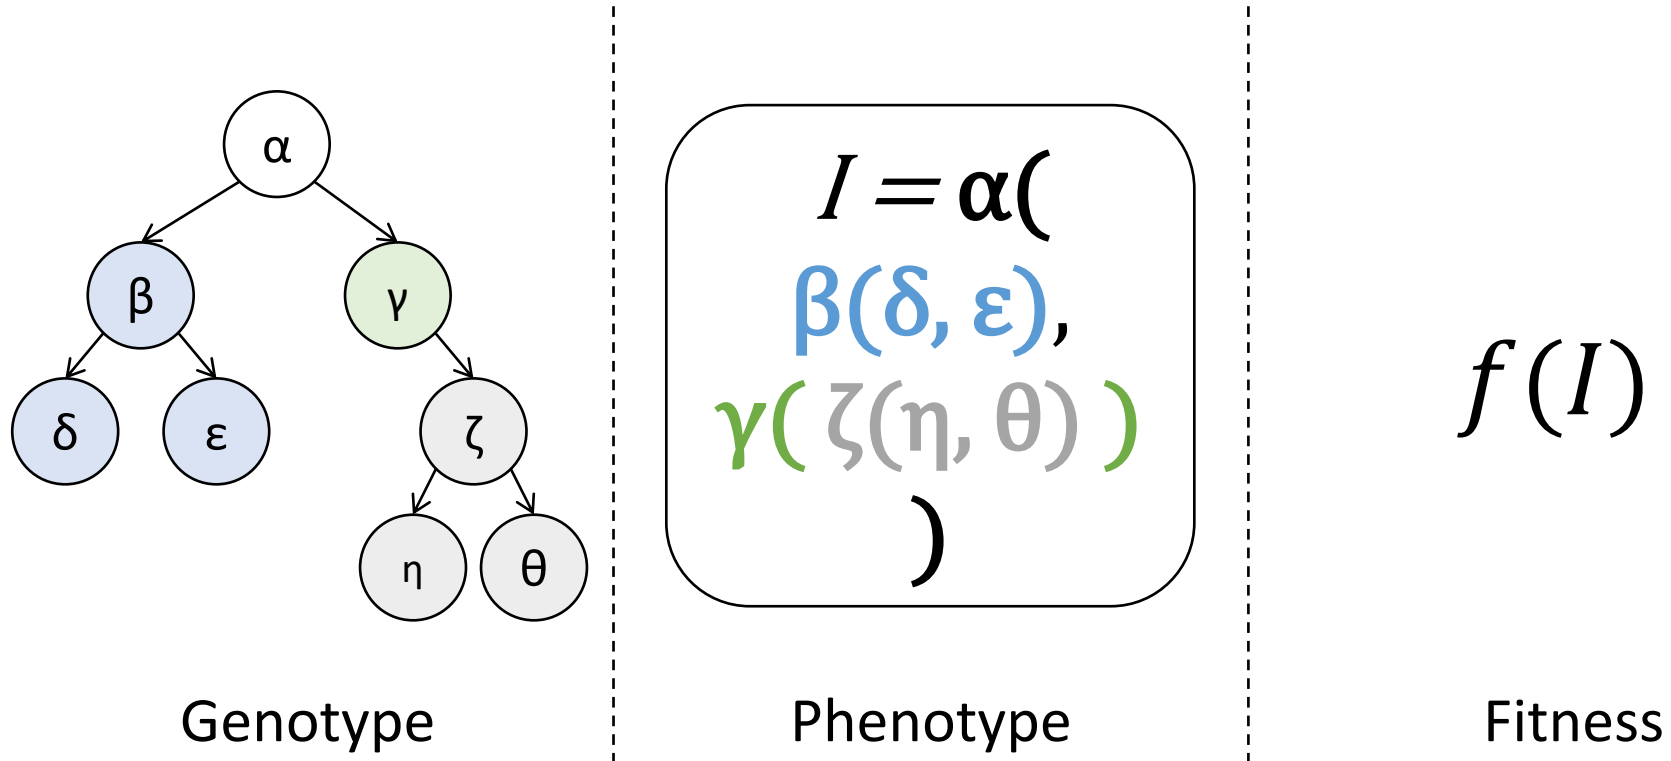 α
β
γ
δ
ε
ζ
η
θ
Genotype
I = α(
β(δ, ε),
γ( ζ(η, θ) )
)
Phenotype
f(I)
Fitness